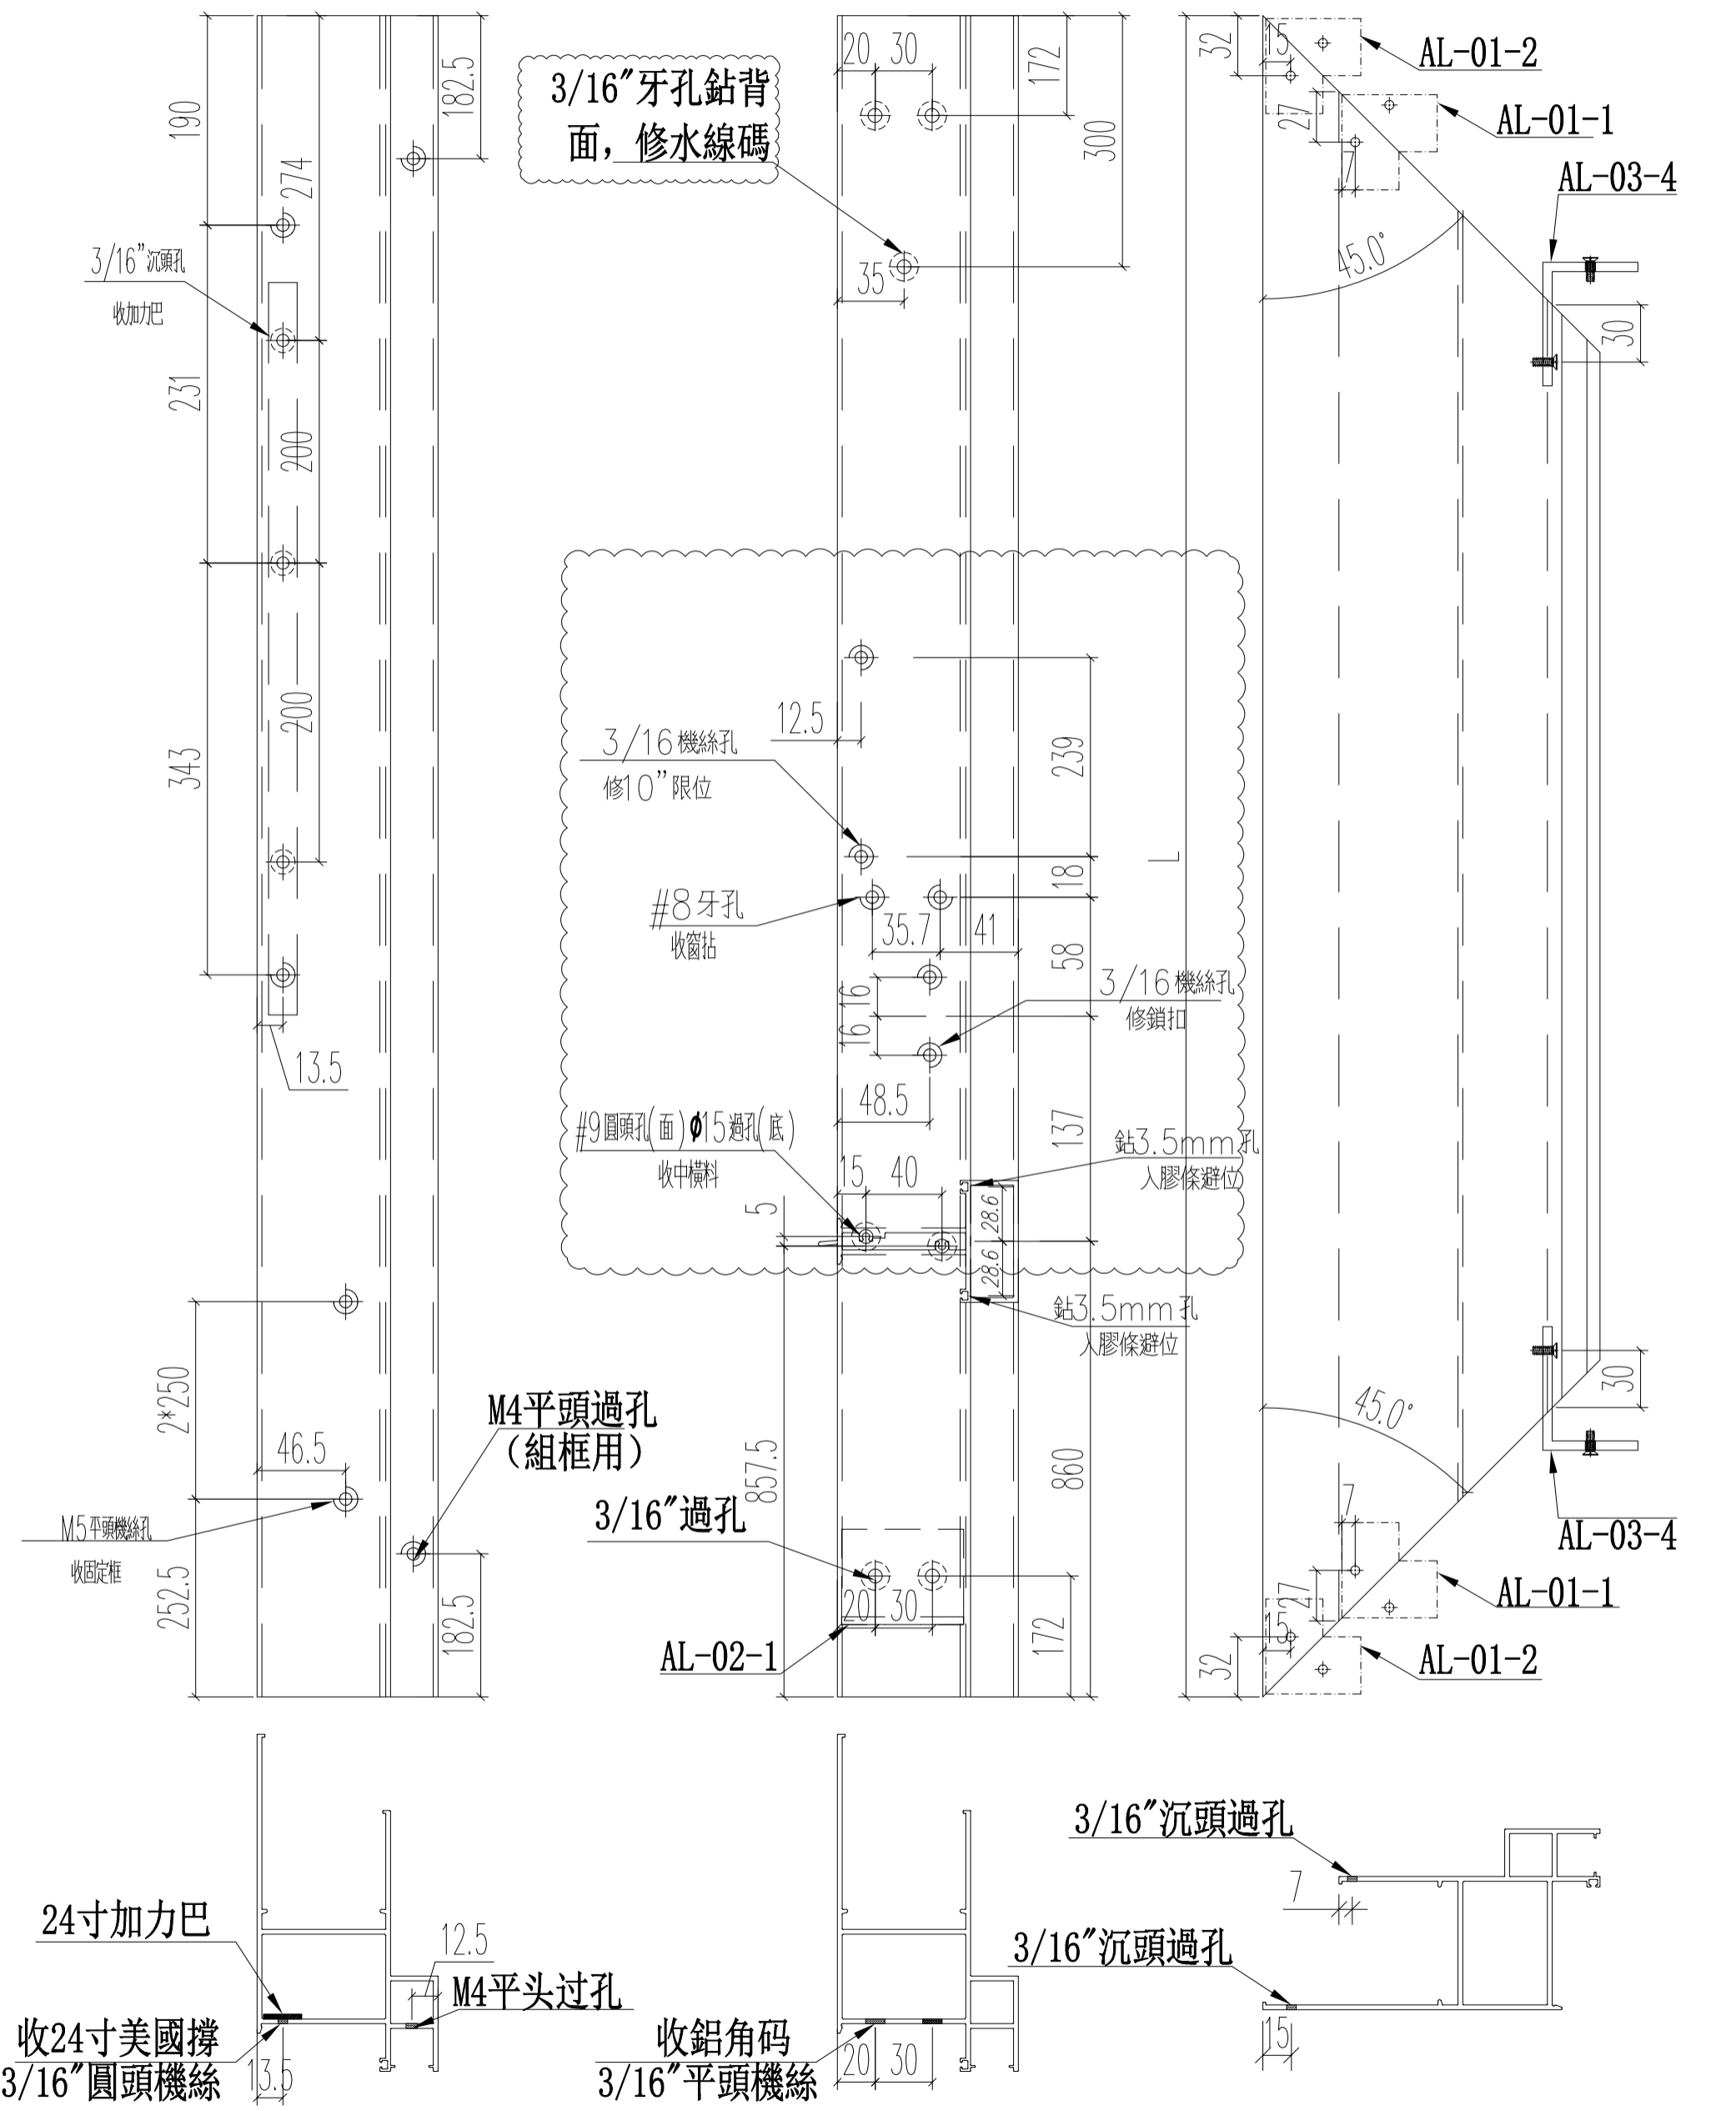 190
274
182.5
3/16”沉頭孔
收加力巴
231
200
200
343
13.5
2*250
46.5
M5平頭機絲孔
收固定框
252.5
M4平頭過孔
（組框用）
182.5
3/16"牙孔鉆背
面，修水線碼
20
30
172
300
35
12.5
3/16機絲孔
修10”限位
239
18
#8牙孔
收窗拈
35.7
41
58
16
16
3/16機絲孔
修鎖扣
48.5
137
#9圓頭孔(面)ϕ15過孔(底)
收中橫料
鉆3.5mm孔
入膠條避位
15
40
5
28.6
28.6
鉆3.5mm孔
入膠條避位
857.5
860
3/16"過孔
20
30
172
AL-02-1
L
32
15
AL-01-2
27
7
AL-01-1
AL-03-4
45.0°
30
30
45.0°
AL-03-4
7
27
AL-01-1
15
32
AL-01-2
24寸加力巴
12.5
M4平头过孔
收24寸美國撐
3/16"圓頭機絲
13.5
收鋁角码
3/16"平頭機絲
20
30
3/16"沉頭過孔
7
3/16"沉頭過孔
15